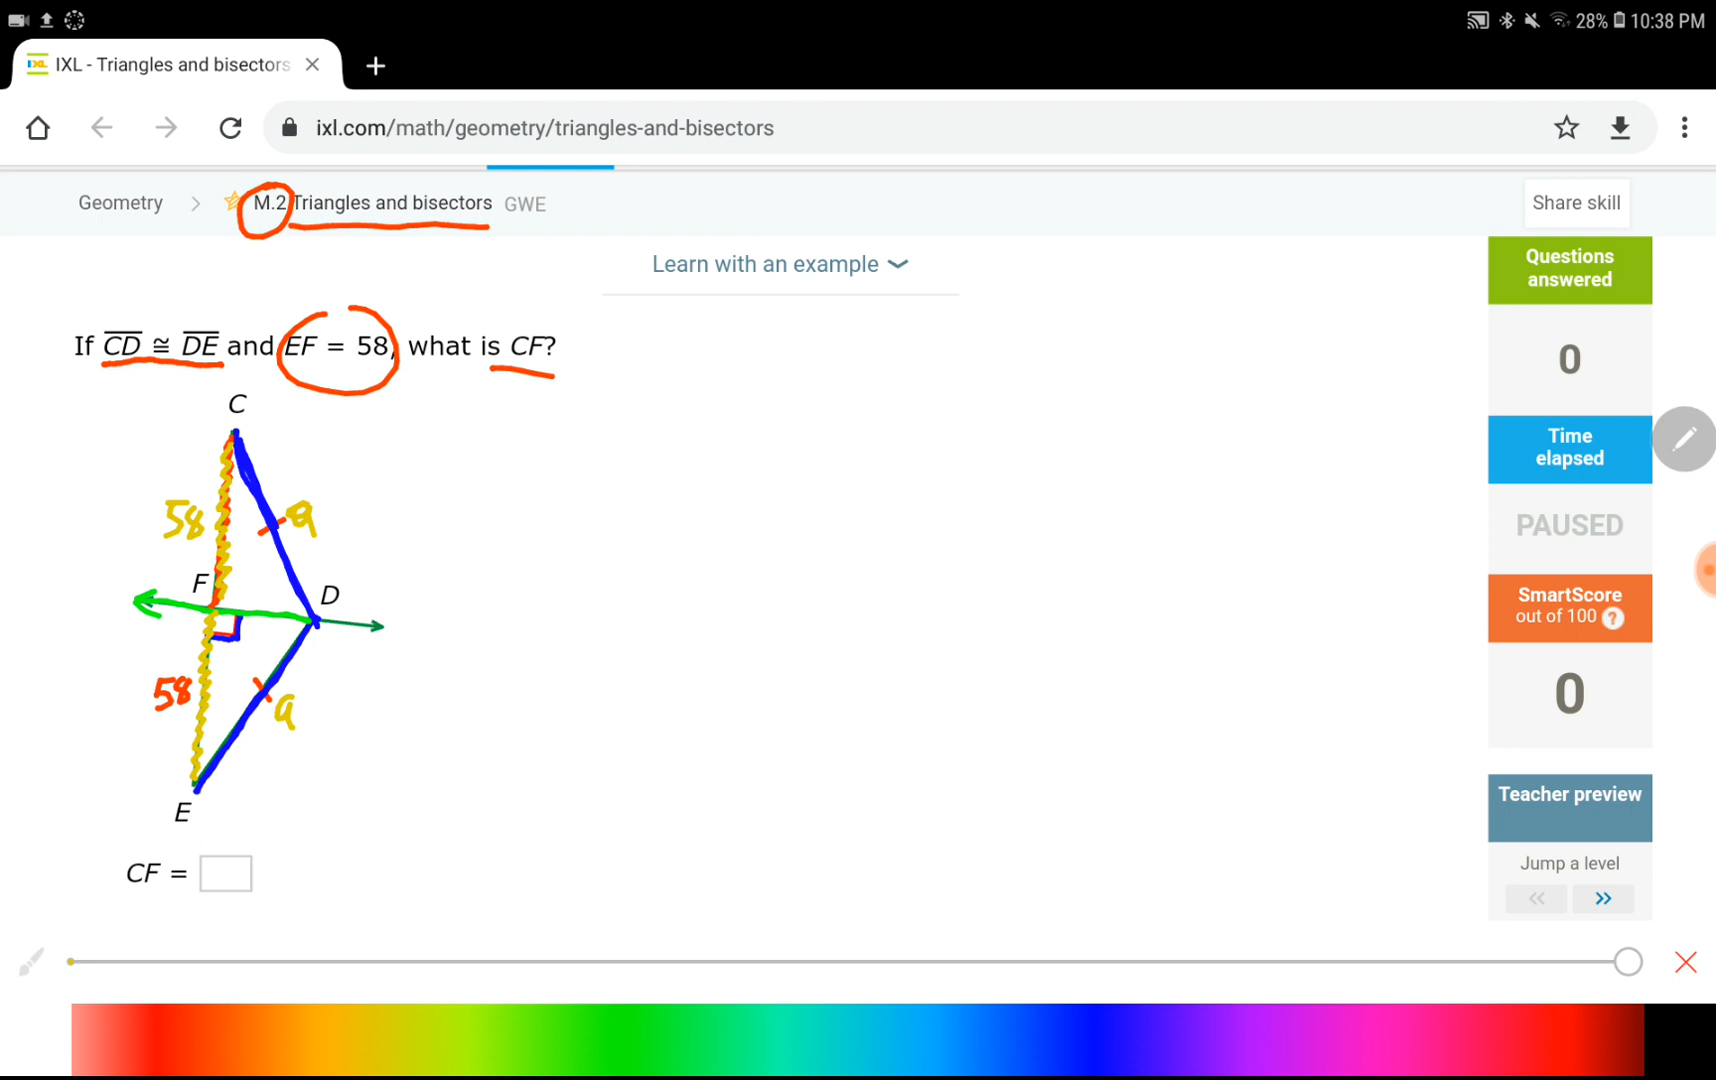 28% 10:38 PM
IXL - Triangles and bisectors
ixl.com/math/geometry/triangles-and-bisectors
Geometry > M.2 Triangles and bisectors GWE
Share skill
Learn with an example
Questions
answered
0
If CD ≅ DE and EF = 58, what is CF?
C
58
a
F
D
58
a
E
CF =
Time
elapsed
PAUSED
SmartScore
out of 100 ?
0
Teacher preview
Jump a level